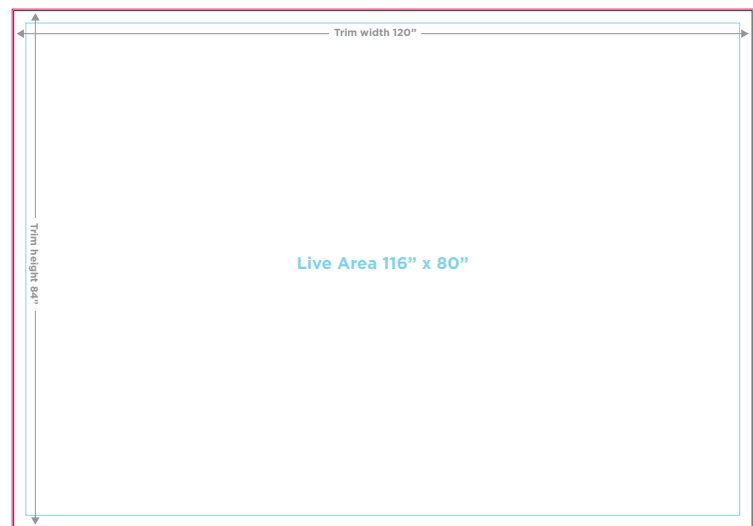 Trim width 120”
Trim height 84”
Live Area 116” x 80”